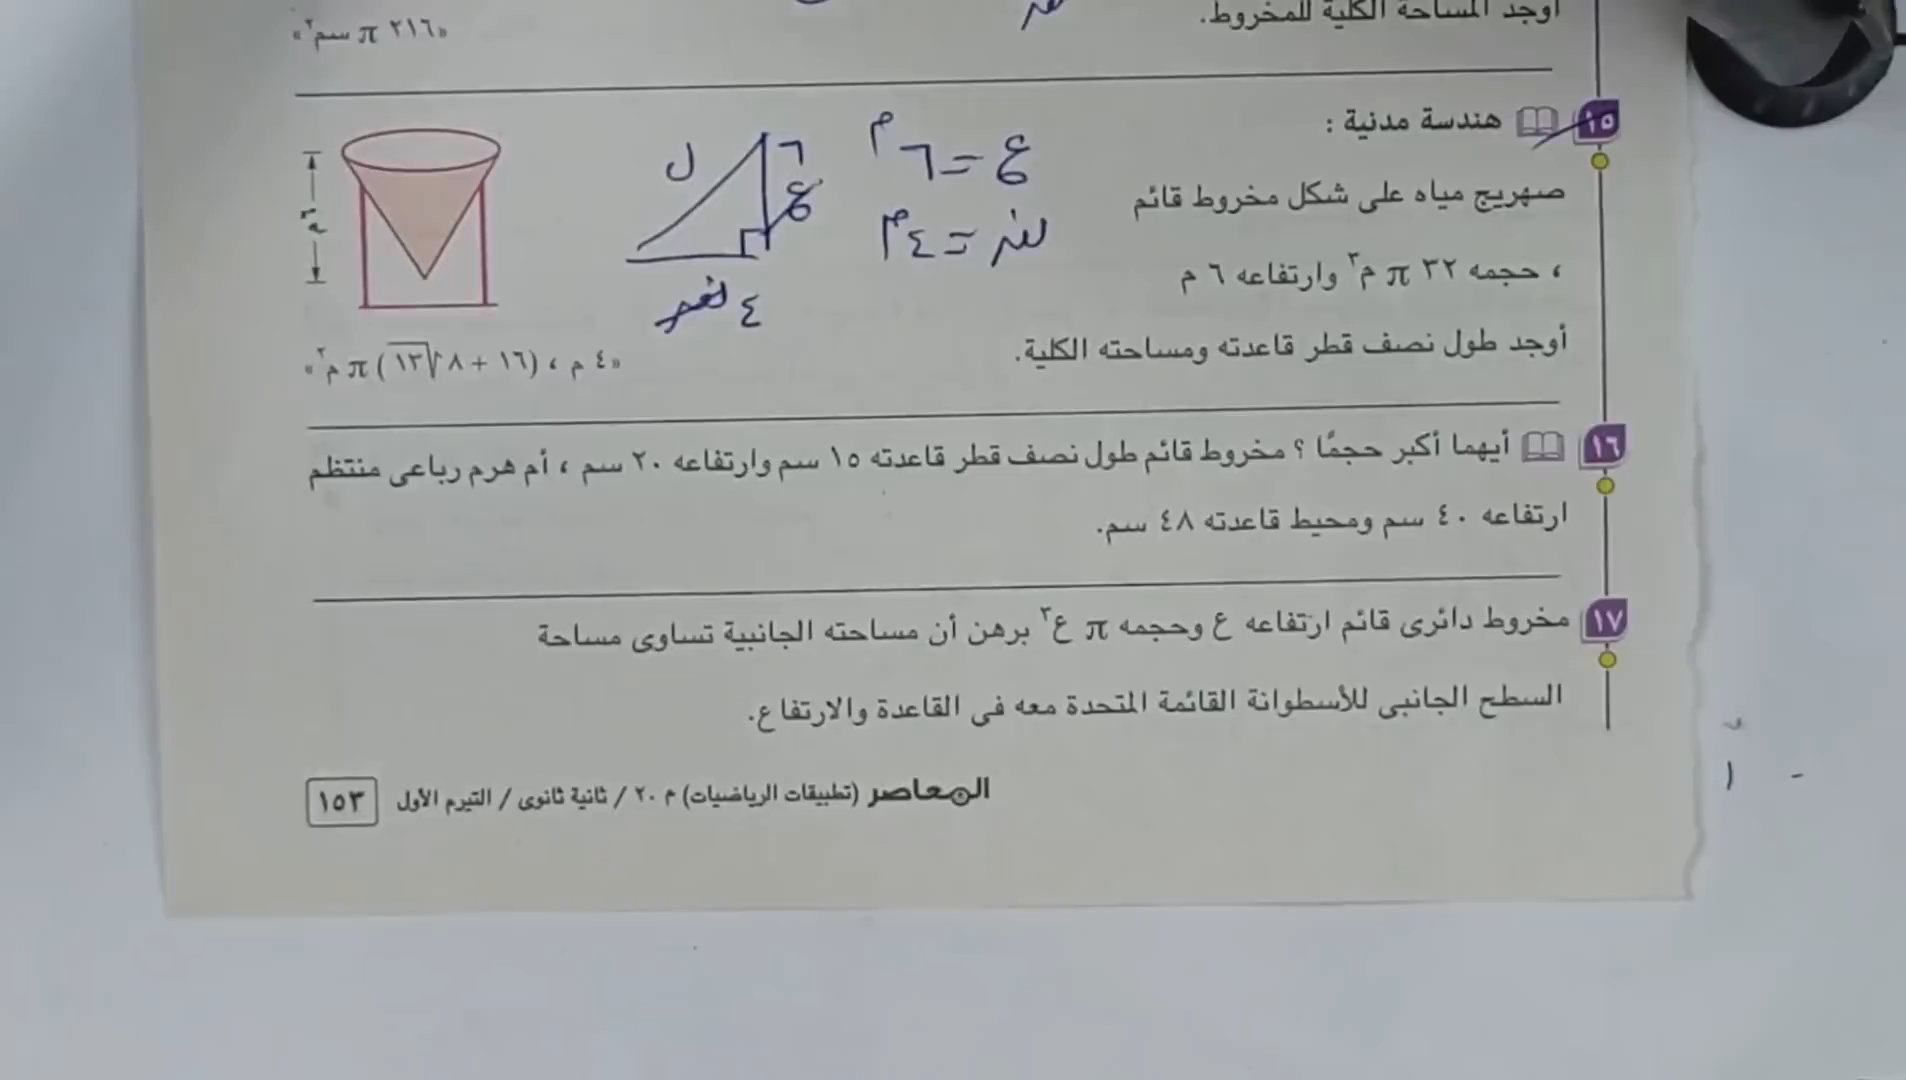 أوجد المساحة الكلية للمخروط.
«٢١٦ π سم٢»
١٥ هندسة مدنية :
صهريج مياه على شكل مخروط قائم
، حجمه ٣٢ π م٣ وارتفاعه ٦ م
أوجد طول نصف قطر قاعدته ومساحته الكلية.
«٤ م ، (١٦ + ٨√١٣) π م٢»
٦ م
ع = ٦ م
نق = ٤ م
ل
٦
ع
٤ نق
١٦ أيهما أكبر حجمًا ؟ مخروط قائم طول نصف قطر قاعدته ١٥ سم وارتفاعه ٢٠ سم ، أم هرم رباعى منتظم
ارتفاعه ٤٠ سم ومحيط قاعدته ٤٨ سم.
١٧ مخروط دائرى قائم ارتفاعه ع وحجمه π ع٣ برهن أن مساحته الجانبية تساوى مساحة
السطح الجانبى للأسطوانة القائمة المتحدة معه فى القاعدة والارتفاع.
المعاصر (تطبيقات الرياضيات) م ٢٠ / ثانية ثانوى / التيرم الأول ١٥٣